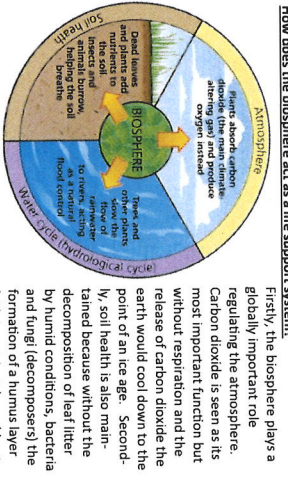 How does the biosphere act as a life support system?
Atmosphere
Plants absorb carbon
dioxide (the main climate
altering gas) and produce
oxygen instead
Soil health
Dead leaves
and plants add
nutrients to
the soil.
Insects and
animals burrow,
helping the soil
breathe
BIOSPHERE
Trees and
other plants
slow the
flow of
rainwater
to rivers, acting
as a natural
flood control
Water cycle (hydrological cycle)
Firstly, the biosphere plays a
globally important role
regulating the atmosphere.
Carbon dioxide is seen as its
most important function but
without respiration and the
release of carbon dioxide the
earth would cool down to the
point of an ice age. Second-
ly, soil health is also main-
tained because without the
decomposition of leaf litter
by humid conditions, bacteria
and fungi (decomposers) the
formation of a humus layer